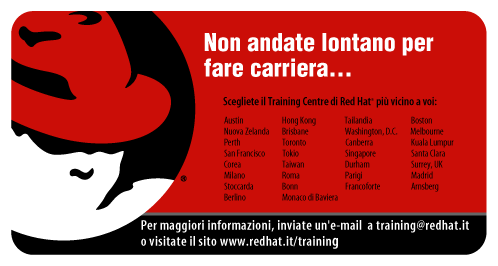 Non andate lontano per
fare carriera...
Scegliete il Training Centre di Red Hat® più vicino a voi:
Austin Hong Kong Tailandia Boston
Nuova Zelanda Brisbane Washington, D.C. Melbourne
Perth Toronto Canberra Kuala Lumpur
San Francisco Tokio Singapore Santa Clara
Corea Taiwan Durham Surrey, UK
Milano Roma Parigi Madrid
Stoccarda Bonn Francoforte Arnsberg
Berlino Monaco di Baviera
®
Per maggiori informazioni, inviate un'e-mail a training@redhat.it
o visitate il sito www.redhat.it/training